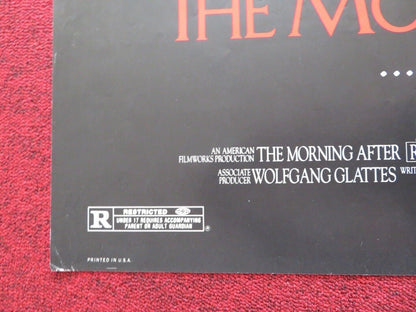 THE MO
....
AN AMERICAN
FILMWORKS PRODUCTION THE MORNING AFTER R
ASSOCIATE
PRODUCER WOLFGANG GLATTES WRIT
R RESTRICTED
UNDER 17 REQUIRES ACCOMPANYING
PARENT OR ADULT GUARDIAN
®
PRINTED IN U.S.A.